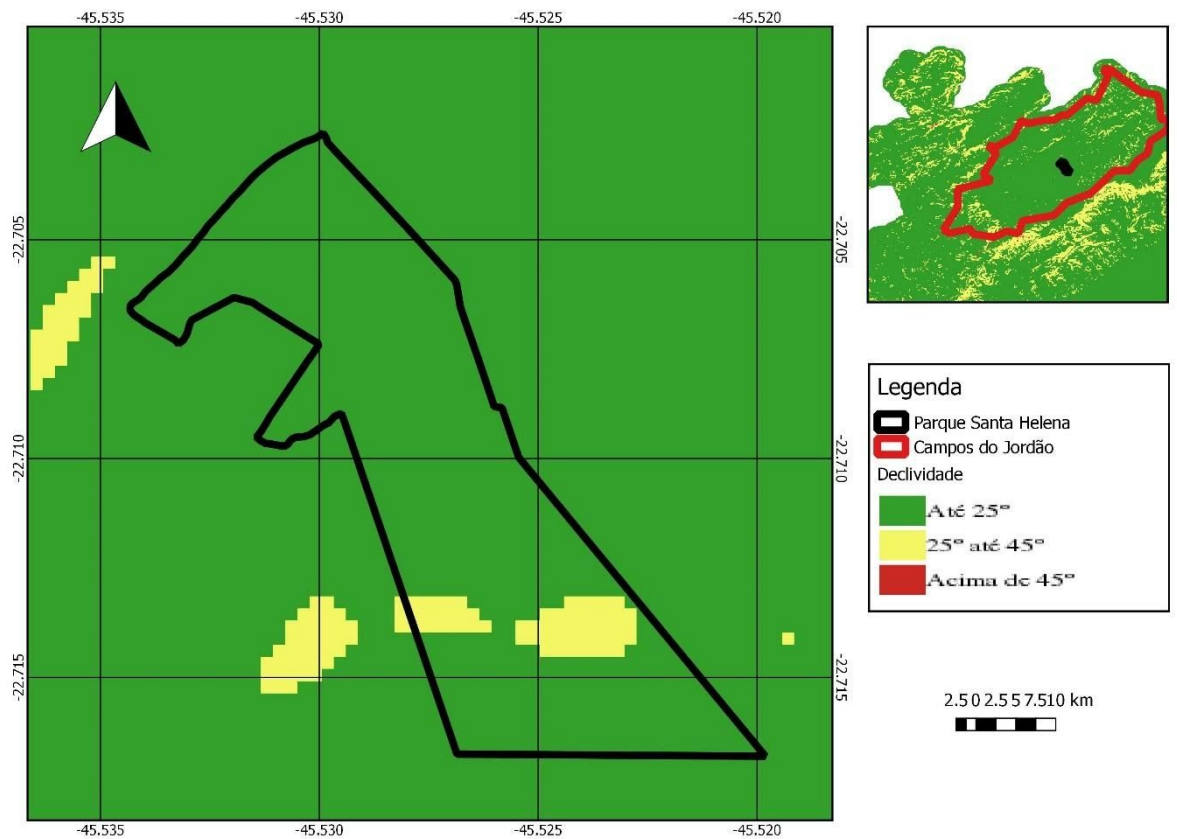 -45.535 -45.530 -45.525 -45.520
-22.705 -22.705
-22.710 -22.710
-22.715 -22.715
-45.535 -45.530 -45.525 -45.520
Legenda
Parque Santa Helena
Campos do Jordão
Declividade
Até 25°
25° até 45°
Acima de 45°
2.5 0 2.5 5 7.510 km